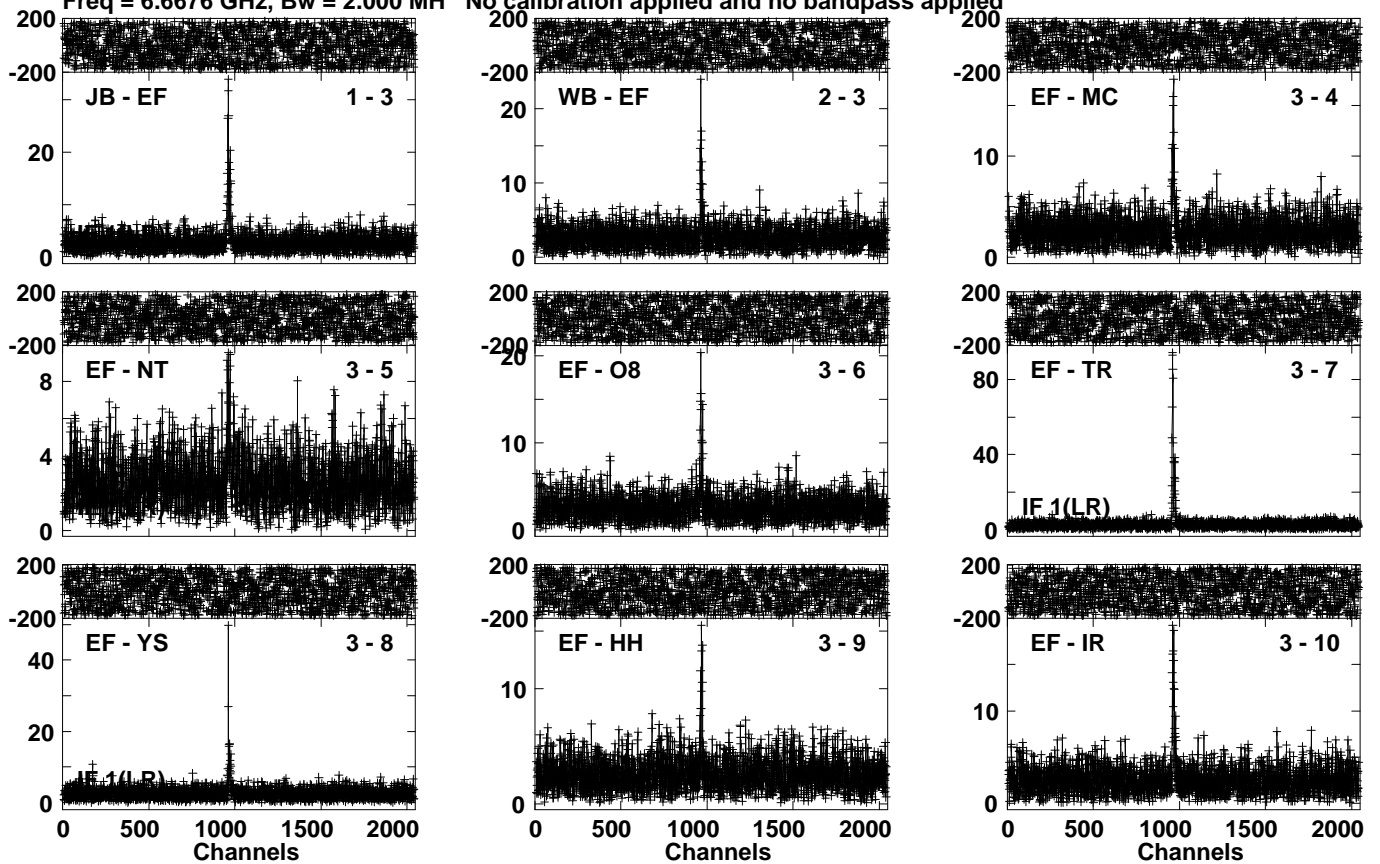 Freq = 6.6676 GHz, Bw = 2.000 MH No calibration applied and no bandpass applied
200 200 200
-200 -200 -200
JB - EF 1 - 3 WB - EF 2 - 3 EF - MC 3 - 4
20 20 10
0 10 0
0
200 200 200
-200 -200 -200
EF - NT 3 - 5 EF - O8 3 - 6 EF - TR 3 - 7
8 20 80
4 10 40
IF 1(LR)
0 0 0
200 200 200
-200 -200 -200
EF - YS 3 - 8 EF - HH 3 - 9 EF - IR 3 - 10
40 10 10
20
IF 1(LR)
0 0 0
0 500 1000 1500 2000 0 500 1000 1500 2000 0 500 1000 1500 2000
Channels Channels Channels